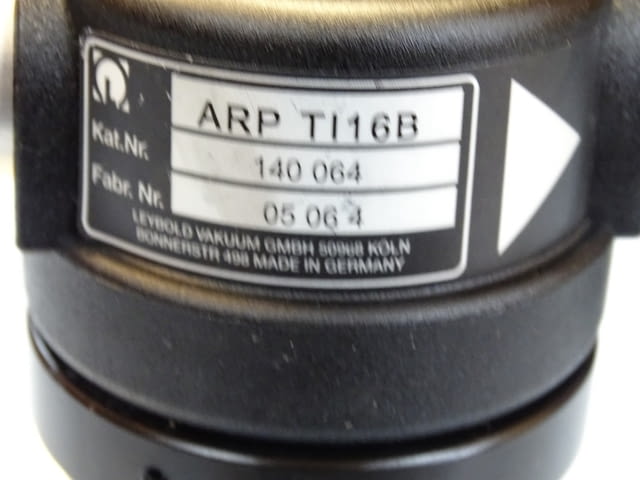 ARP TI16B
Kat.Nr. 140 064
Fabr. Nr. 05 06 4
LEYBOLD VAKUUM GMBH 50968 KÖLN
BONNERSTR 498 MADE IN GERMANY